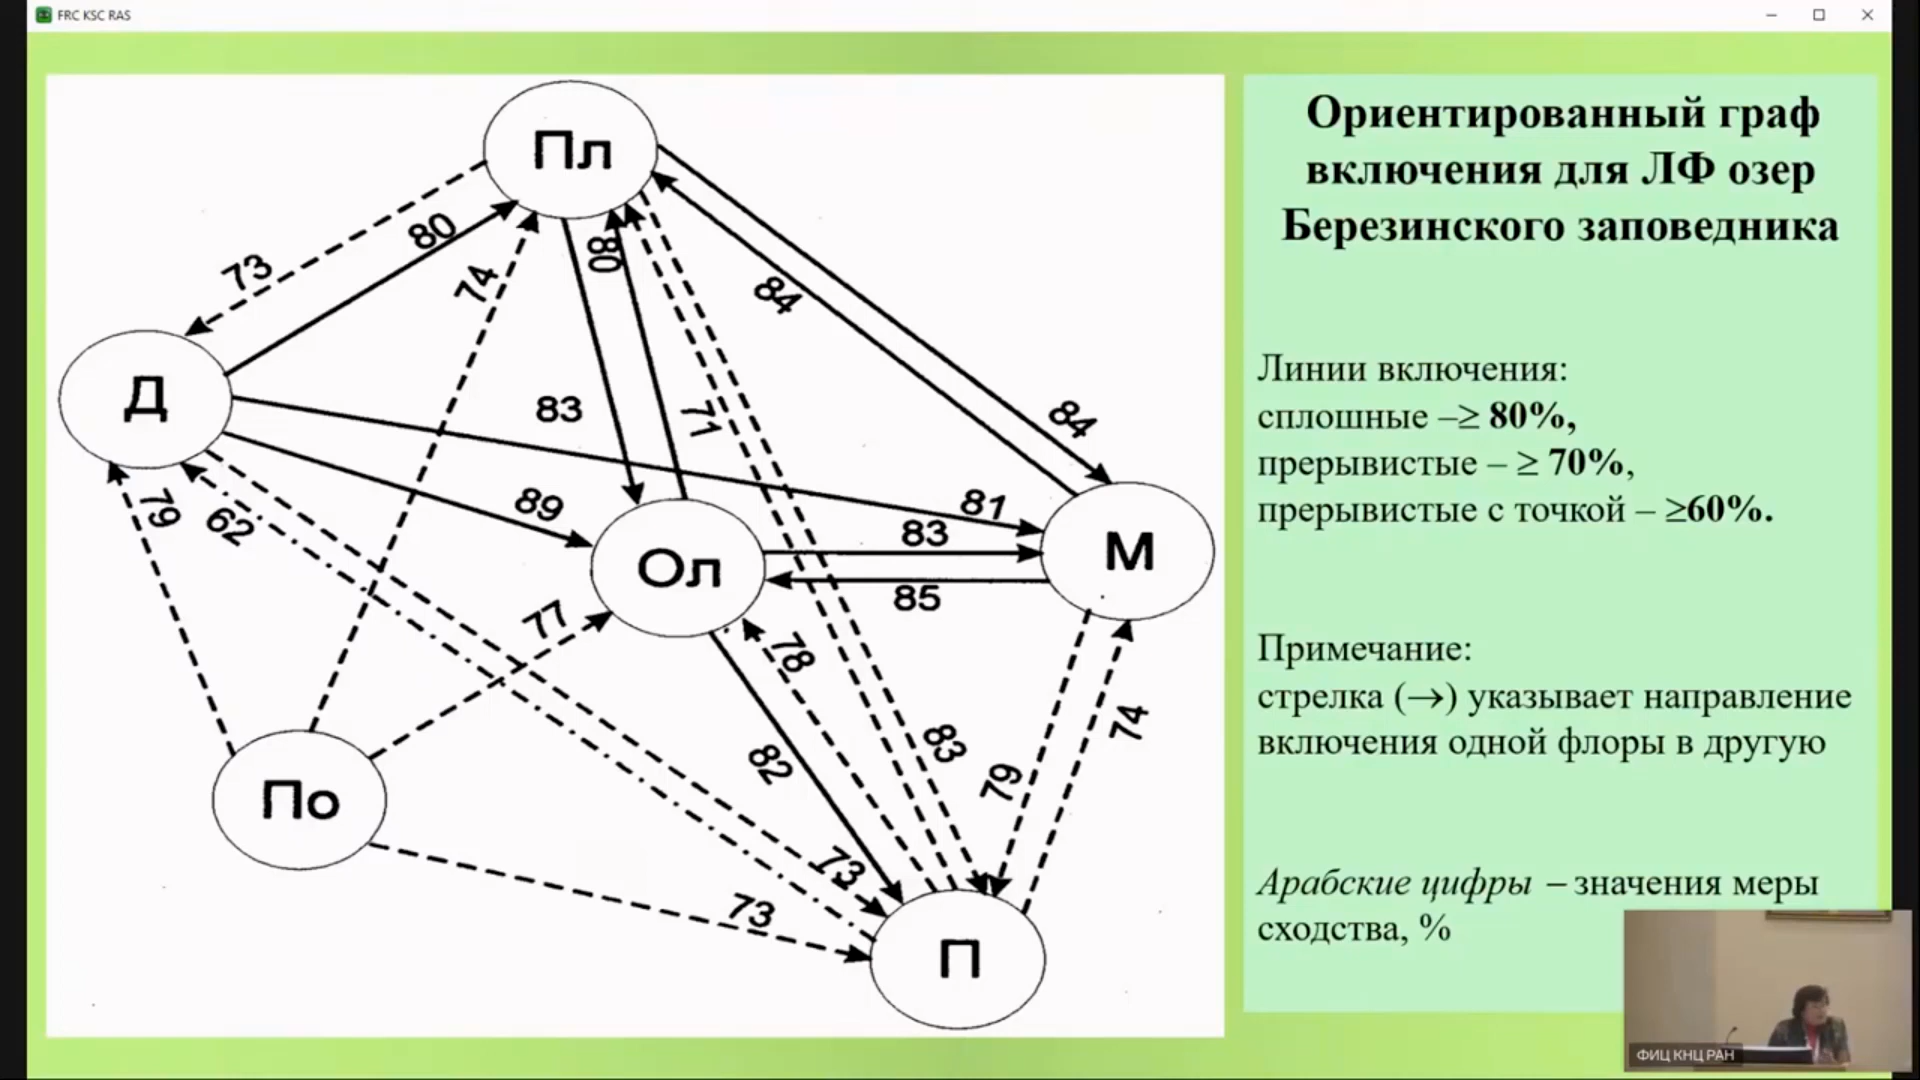 FRC KSC RAS
Пл
80
73
74
80
84
Д
83
71
84
89
81
83
79
62
Ол
М
85
77
78
74
83
82
79
По
73
73
П
Ориентированный граф
включения для ЛФ озер
Березинского заповедника
Линии включения:
сплошные –≥ 80%,
прерывистые – ≥ 70%,
прерывистые с точкой – ≥60%.
Примечание:
стрелка (→) указывает направление
включения одной флоры в другую
Арабские цифры – значения меры
сходства, %
ФИЦ КНЦ РАН